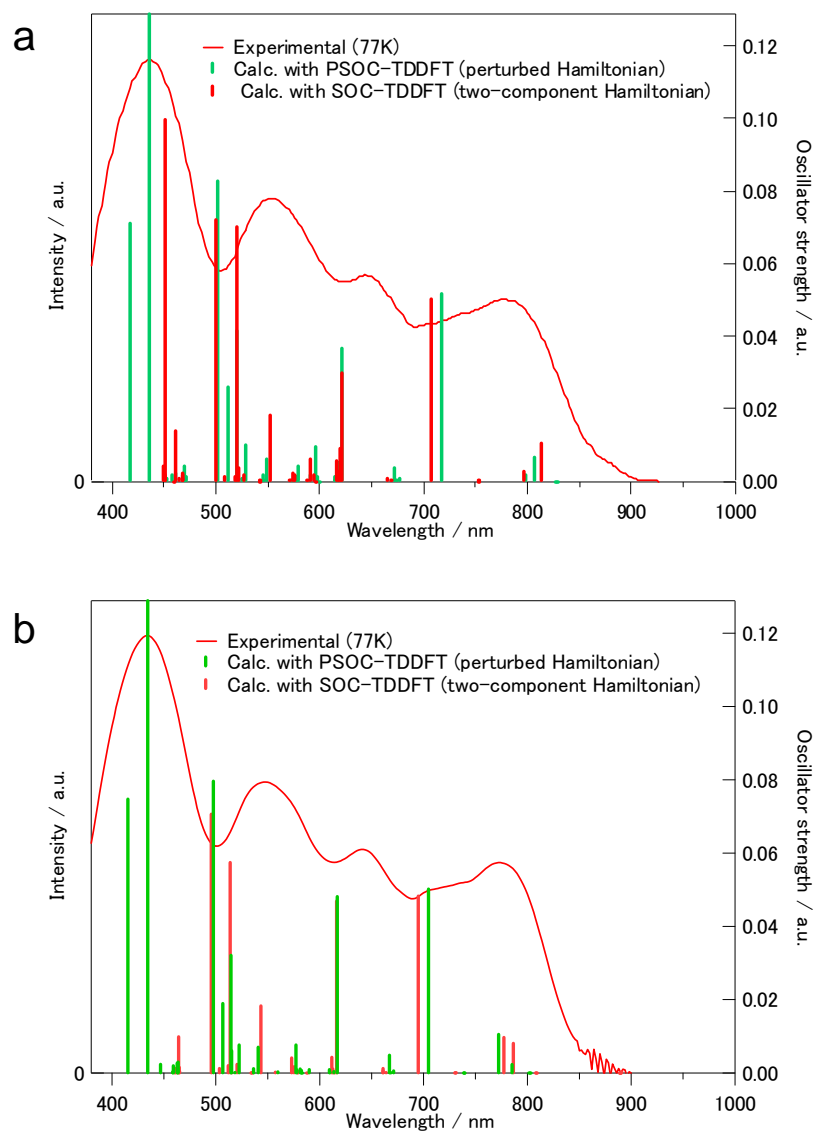 a
Experimental (77K)
Calc. with PSOC-TDDFT (perturbed Hamiltonian)
Calc. with SOC-TDDFT (two-component Hamiltonian)
Intensity / a.u.
0
0.12
0.10
0.08
0.06
0.04
0.02
0.00
Oscillator strength / a.u.
400 500 600 700 800 900 1000
Wavelength / nm
b
Experimental (77K)
Calc. with PSOC-TDDFT (perturbed Hamiltonian)
Calc. with SOC-TDDFT (two-component Hamiltonian)
Intensity / a.u.
0
0.12
0.10
0.08
0.06
0.04
0.02
0.00
Oscillator strength / a.u.
400 500 600 700 800 900 1000
Wavelength / nm